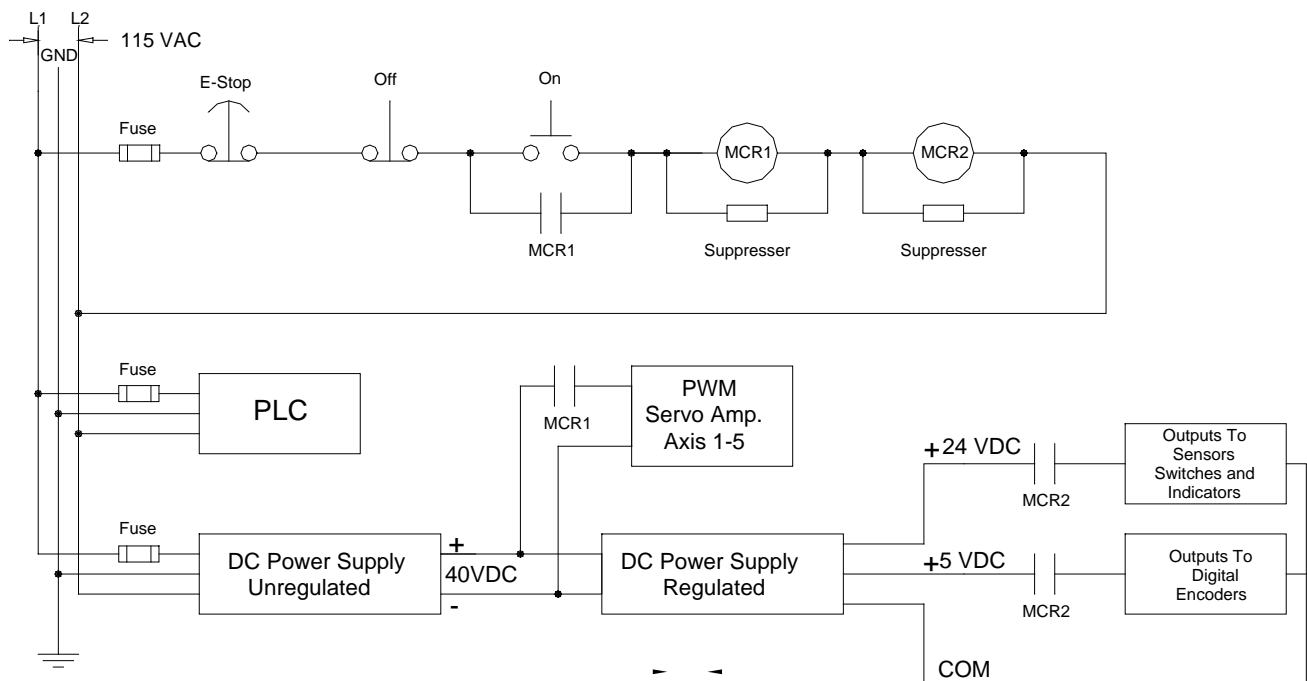 L1 L2
115 VAC
GND
E-Stop
Off
On
Fuse
MCR1
MCR2
MCR1
Suppresser
Suppresser
Fuse
PLC
MCR1
PWM
Servo Amp.
Axis 1-5
+24 VDC
MCR2
Outputs To
Sensors
Switches and
Indicators
Fuse
DC Power Supply
Unregulated
+
40VDC
-
DC Power Supply
Regulated
+5 VDC
MCR2
Outputs To
Digital
Encoders
COM